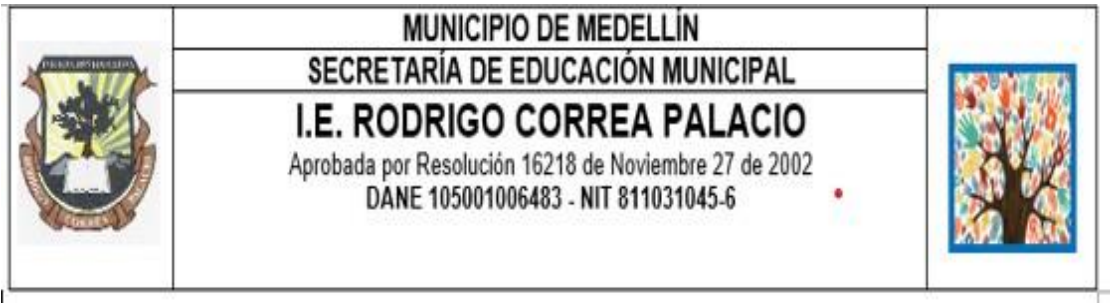 MUNICIPIO DE MEDELLÍN
SECRETARÍA DE EDUCACIÓN MUNICIPAL
I.E. RODRIGO CORREA PALACIO
Aprobada por Resolución 16218 de Noviembre 27 de 2002
DANE 105001006483 - NIT 811031045-6